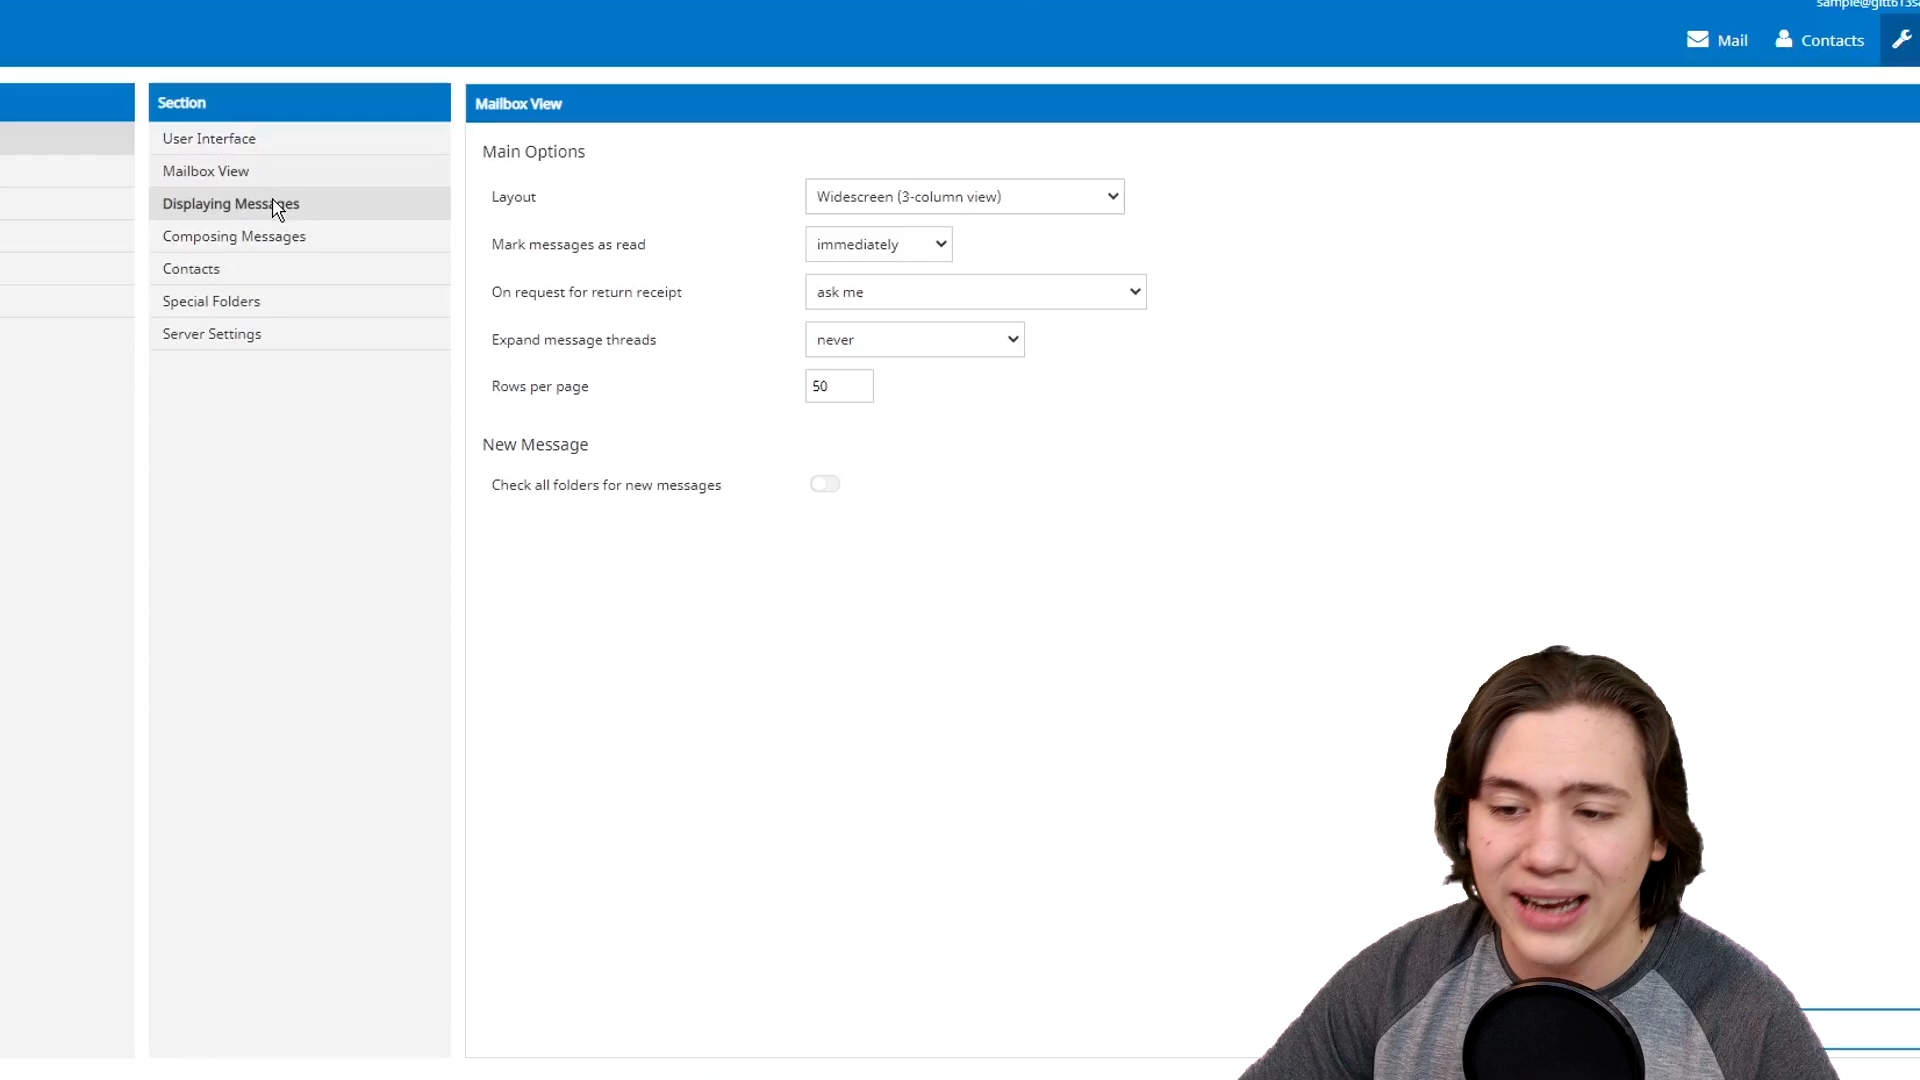 Mail
Contacts
Section
User Interface
Mailbox View
Displaying Messages
Composing Messages
Contacts
Special Folders
Server Settings
Mailbox View
Main Options
Layout
Widescreen (3-column view)
Mark messages as read
immediately
On request for return receipt
ask me
Expand message threads
never
Rows per page
50
New Message
Check all folders for new messages